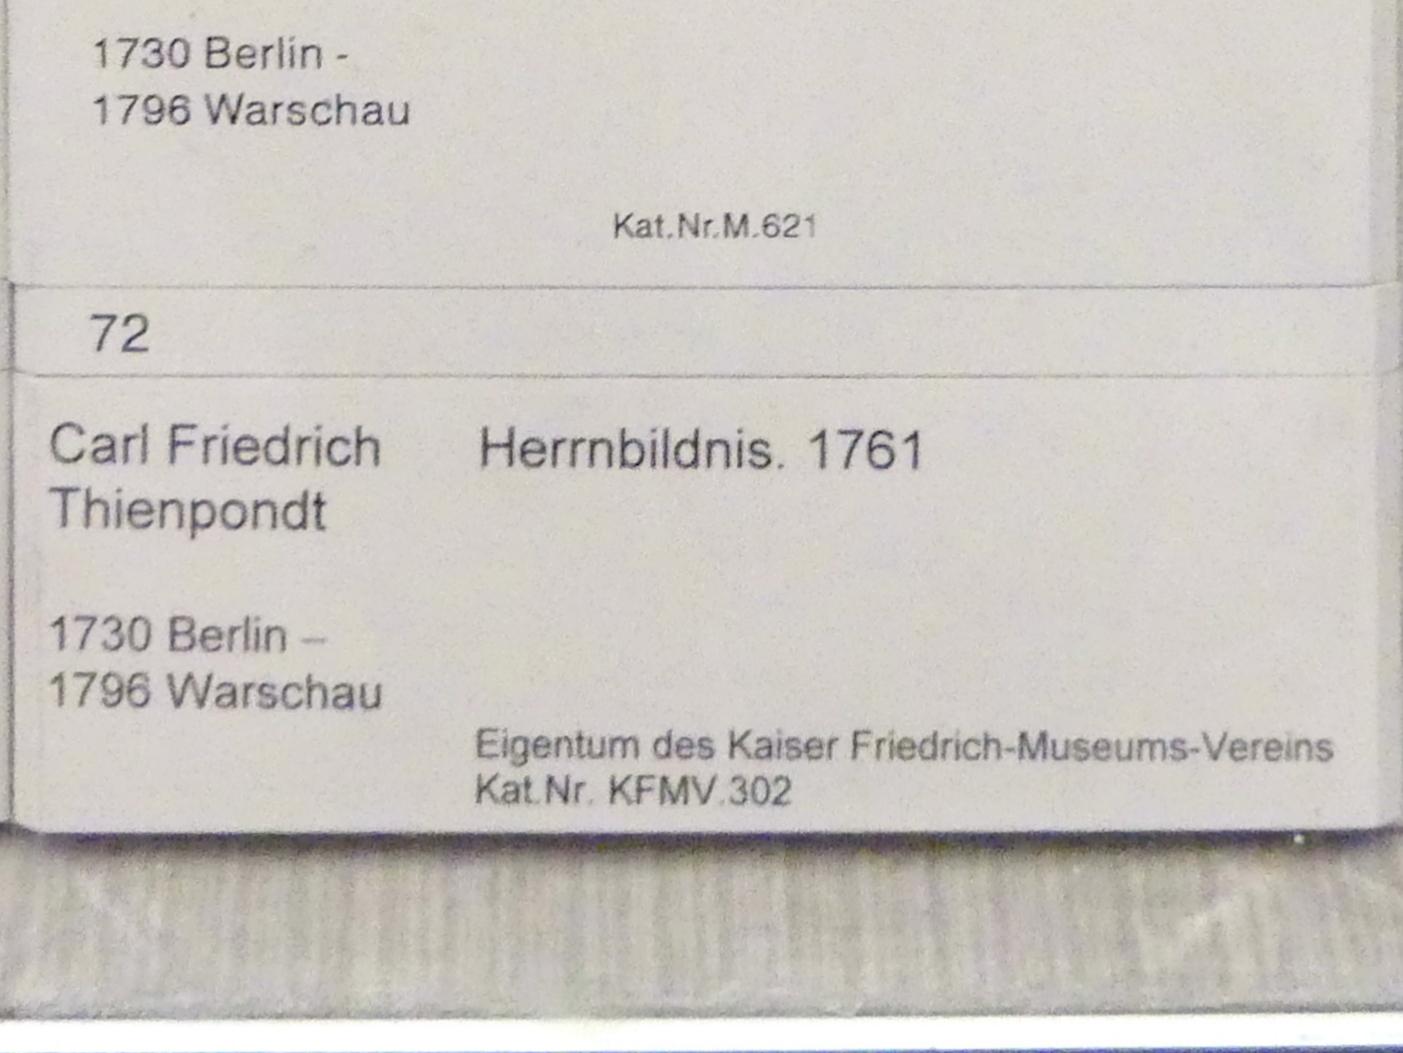 1730 Berlin -
1796 Warschau
Kat.Nr.M.621
72
Carl Friedrich
Thienpondt
Herrnbildnis. 1761
1730 Berlin –
1796 Warschau
Eigentum des Kaiser Friedrich-Museums-Vereins
Kat.Nr. KFMV.302